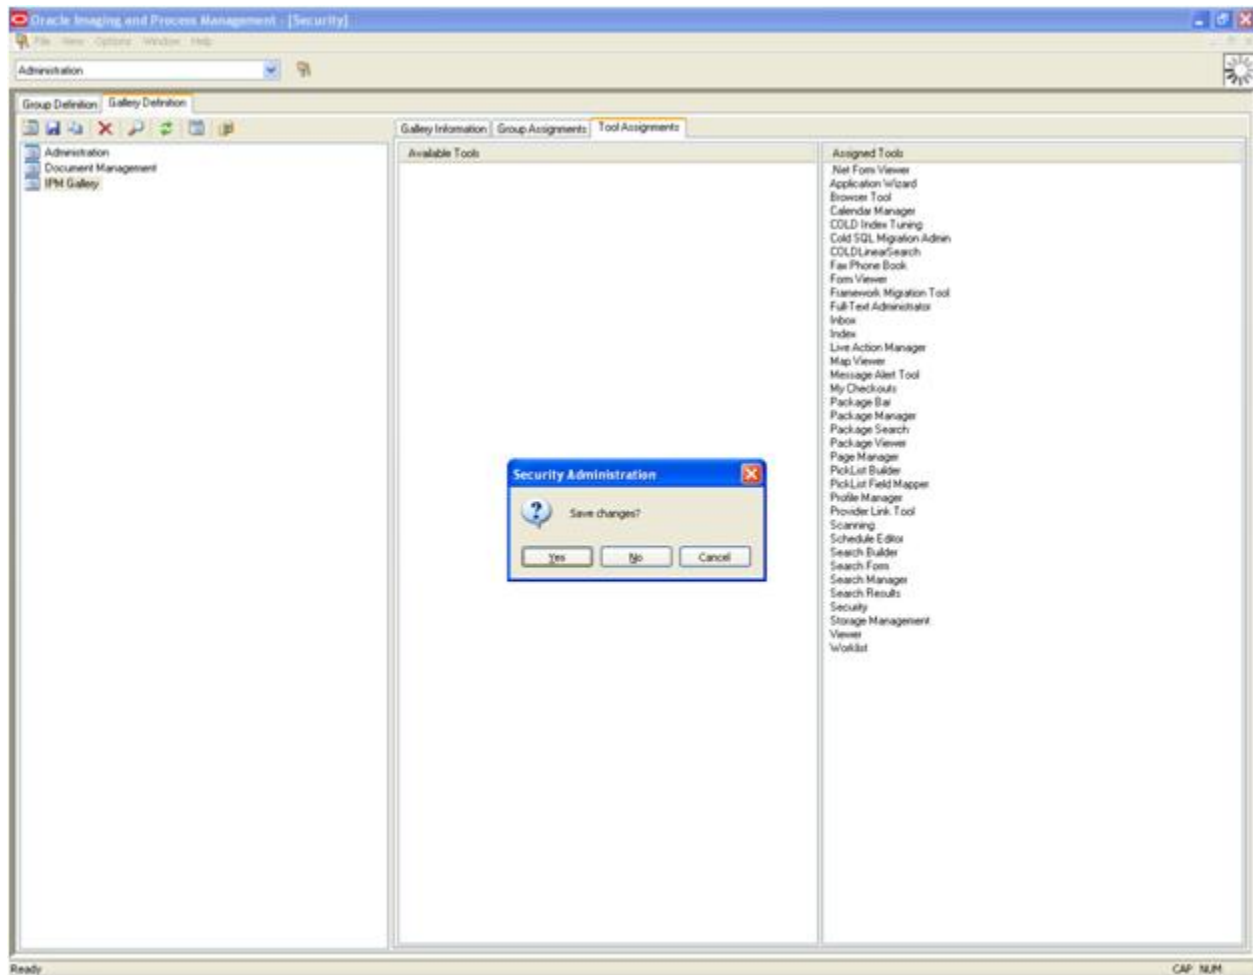 Oracle Imaging and Process Management - [Security]
File View Options Window Help
Administration
Group Definition Gallery Definition
Gallery Information Group Assignments Tool Assignments
Administration
Document Management
IPM Gallery
Available Tools
Assigned Tools
.Net Form Viewer
Application Wizard
Browser Tool
Calendar Manager
COLD Index Tuning
Cold SQL Migration Admin
COLDLinearSearch
Fax Phone Book
Form Viewer
Framework Migration Tool
Full-Text Administrator
Inbox
Index
Live Action Manager
Map Viewer
Message Alert Tool
My Checkouts
Package Bar
Package Manager
Package Search
Package Viewer
Page Manager
PickList Builder
PickList Field Mapper
Profile Manager
Provider Link Tool
Scanning
Schedule Editor
Search Builder
Search Form
Search Manager
Search Results
Security
Storage Management
Viewer
Worklist
Security Administration
Save changes?
Yes No Cancel
Ready CAP NUM